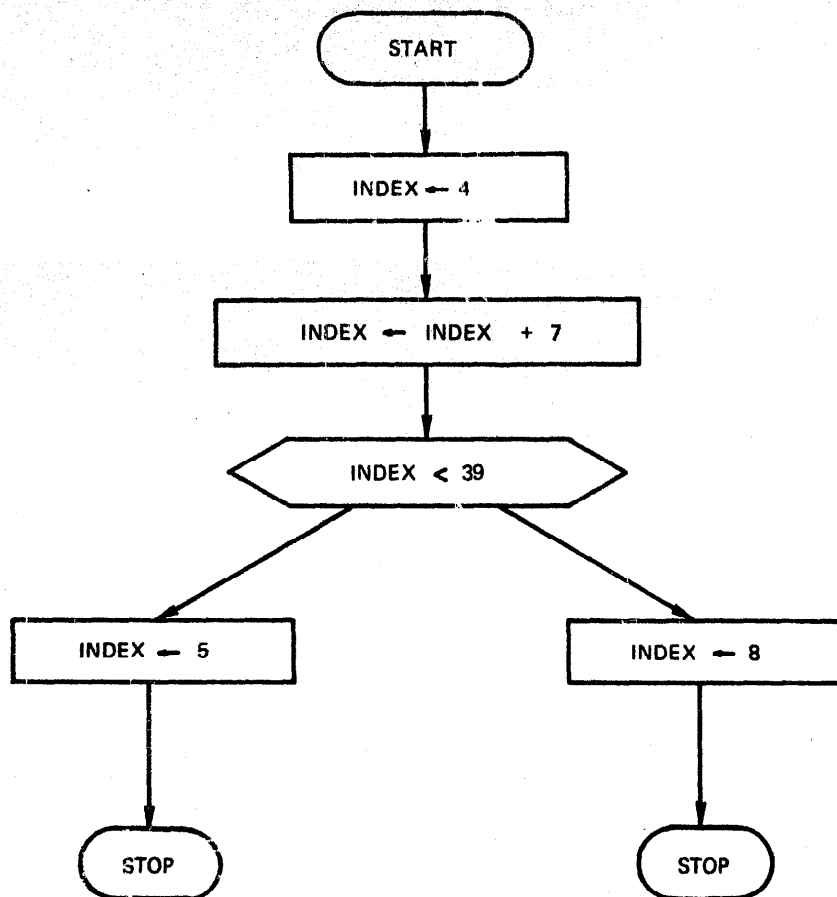 START
INDEX ← 4
INDEX ← INDEX + 7
INDEX < 39
INDEX ← 5
INDEX ← 8
STOP
STOP